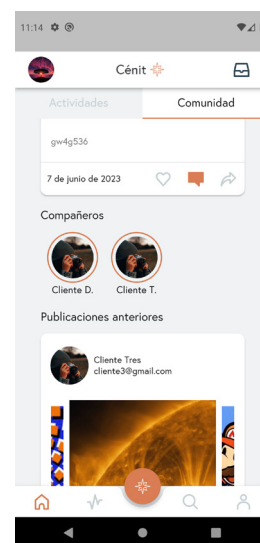 11:14
Cénit
Actividades
Comunidad
gw4g536
7 de junio de 2023
Compañeros
Cliente D.
Cliente T.
Publicaciones anteriores
Cliente Tres
cliente3@gmail.com